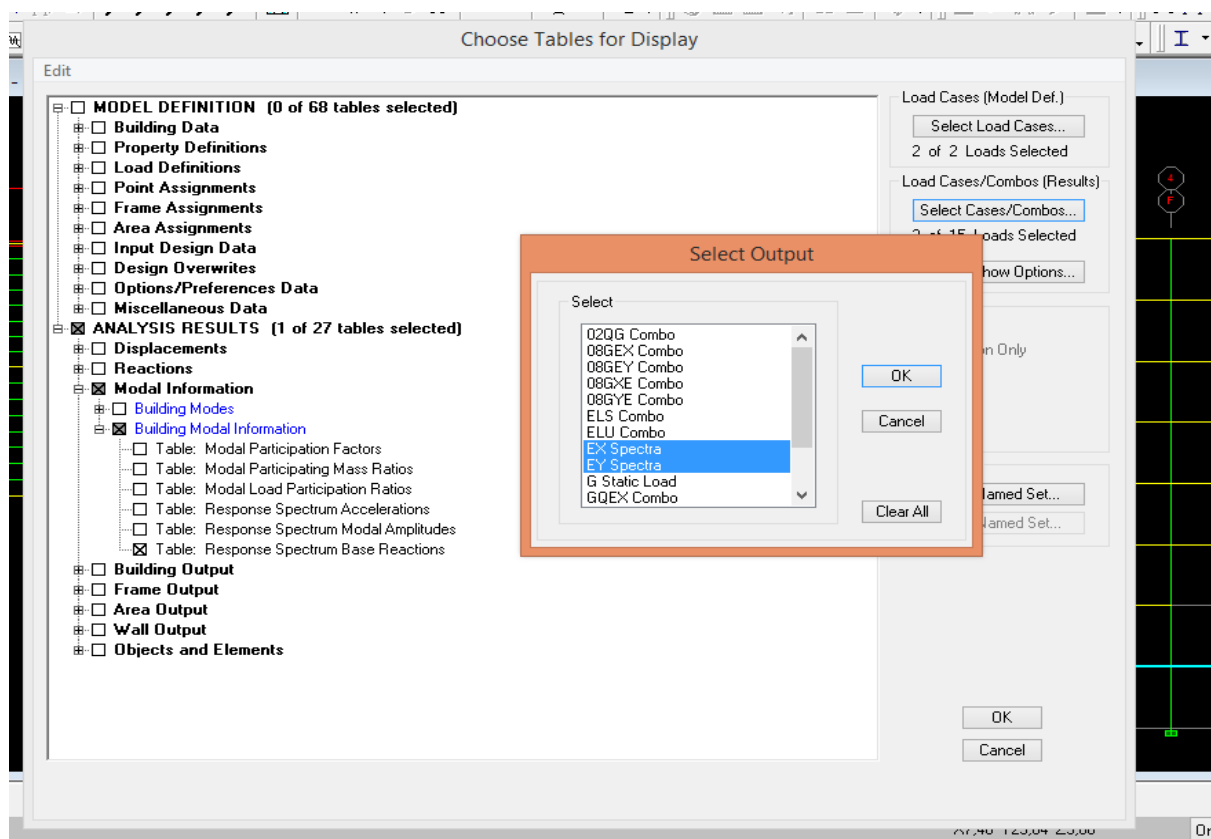 Choose Tables for Display
Edit
MODEL DEFINITION (0 of 68 tables selected)
Building Data
Property Definitions
Load Definitions
Point Assignments
Frame Assignments
Area Assignments
Input Design Data
Design Overwrites
Options/Preferences Data
Miscellaneous Data
ANALYSIS RESULTS (1 of 27 tables selected)
Displacements
Reactions
Modal Information
Building Modes
Building Modal Information
Table: Modal Participation Factors
Table: Modal Participating Mass Ratios
Table: Modal Load Participation Ratios
Table: Response Spectrum Accelerations
Table: Response Spectrum Modal Amplitudes
Table: Response Spectrum Base Reactions
Building Output
Frame Output
Area Output
Wall Output
Objects and Elements
Load Cases (Model Def.)
Select Load Cases...
2 of 2 Loads Selected
Load Cases/Combos (Results)
Select Cases/Combos...
2 of 15 Loads Selected
how Options...
n Only
lamed Set...
Named Set...
OK
Cancel
Select Output
Select
02QG Combo
08GEX Combo
08GEY Combo
08GXE Combo
08GYE Combo
ELS Combo
ELU Combo
EX Spectra
EY Spectra
G Static Load
GQEX Combo
OK
Cancel
Clear All
4
F
I